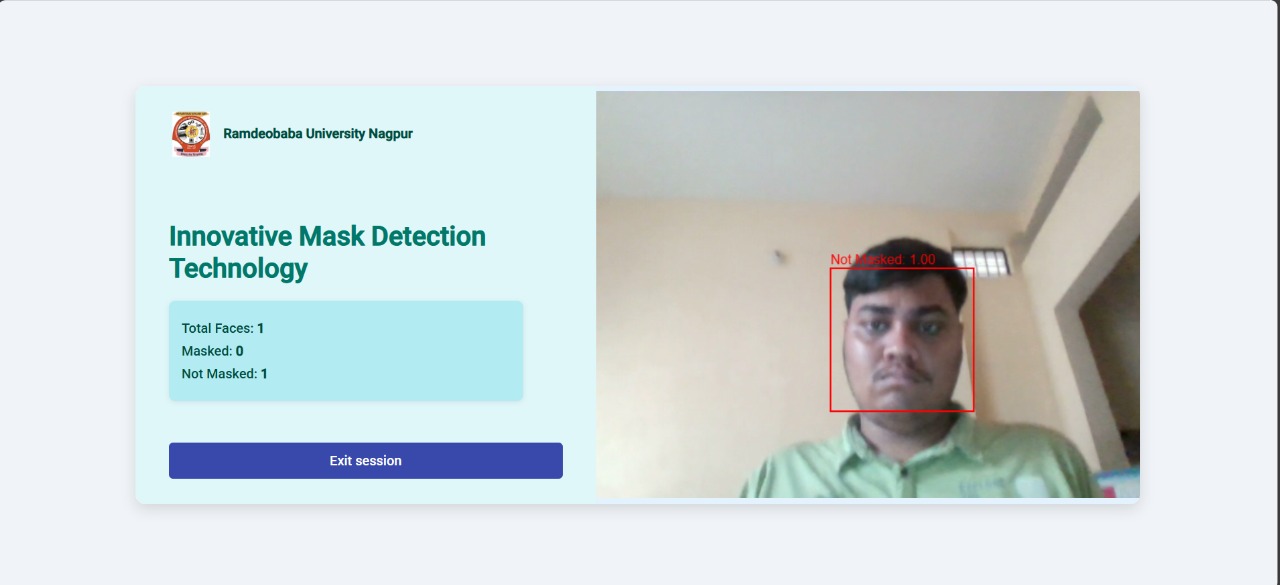 Ramdeobaba University Nagpur
Innovative Mask Detection
Technology
Total Faces: 1
Masked: 0
Not Masked: 1
Exit session
Not Masked: 1.00